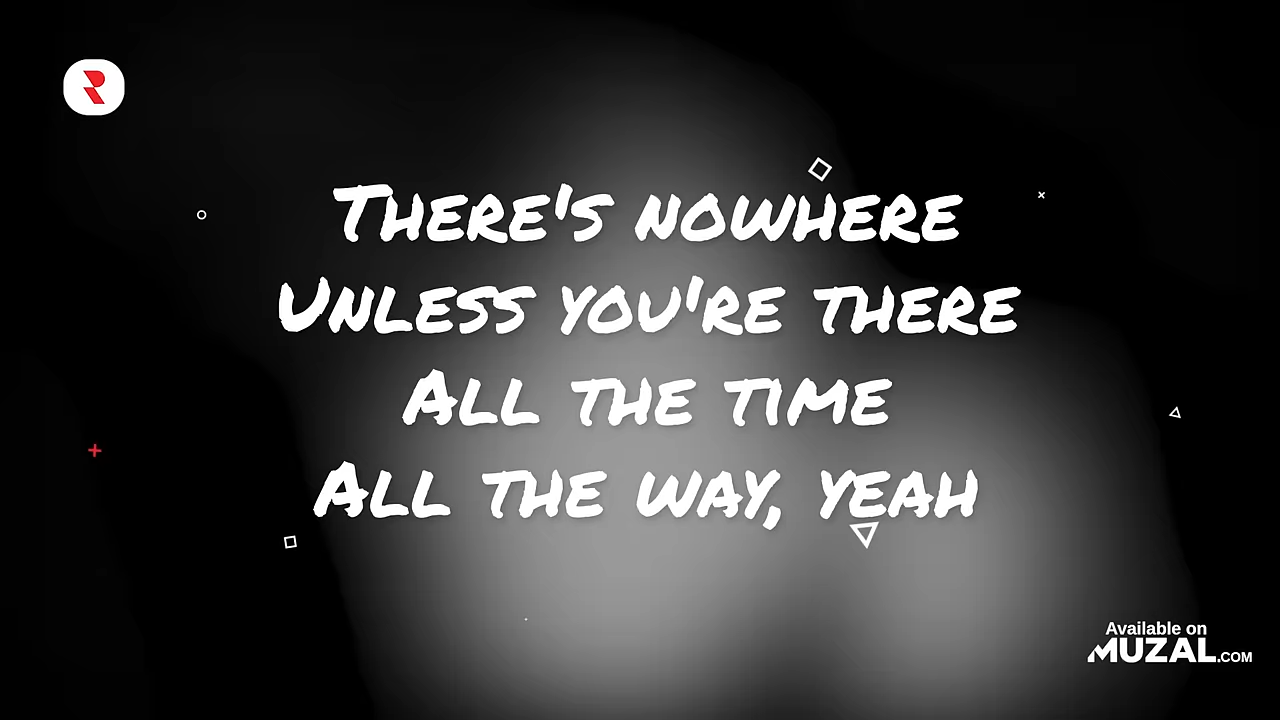 There's nowhere
Unless you're there
All the time
All the way, yeah
Available on
MUZAL.COM